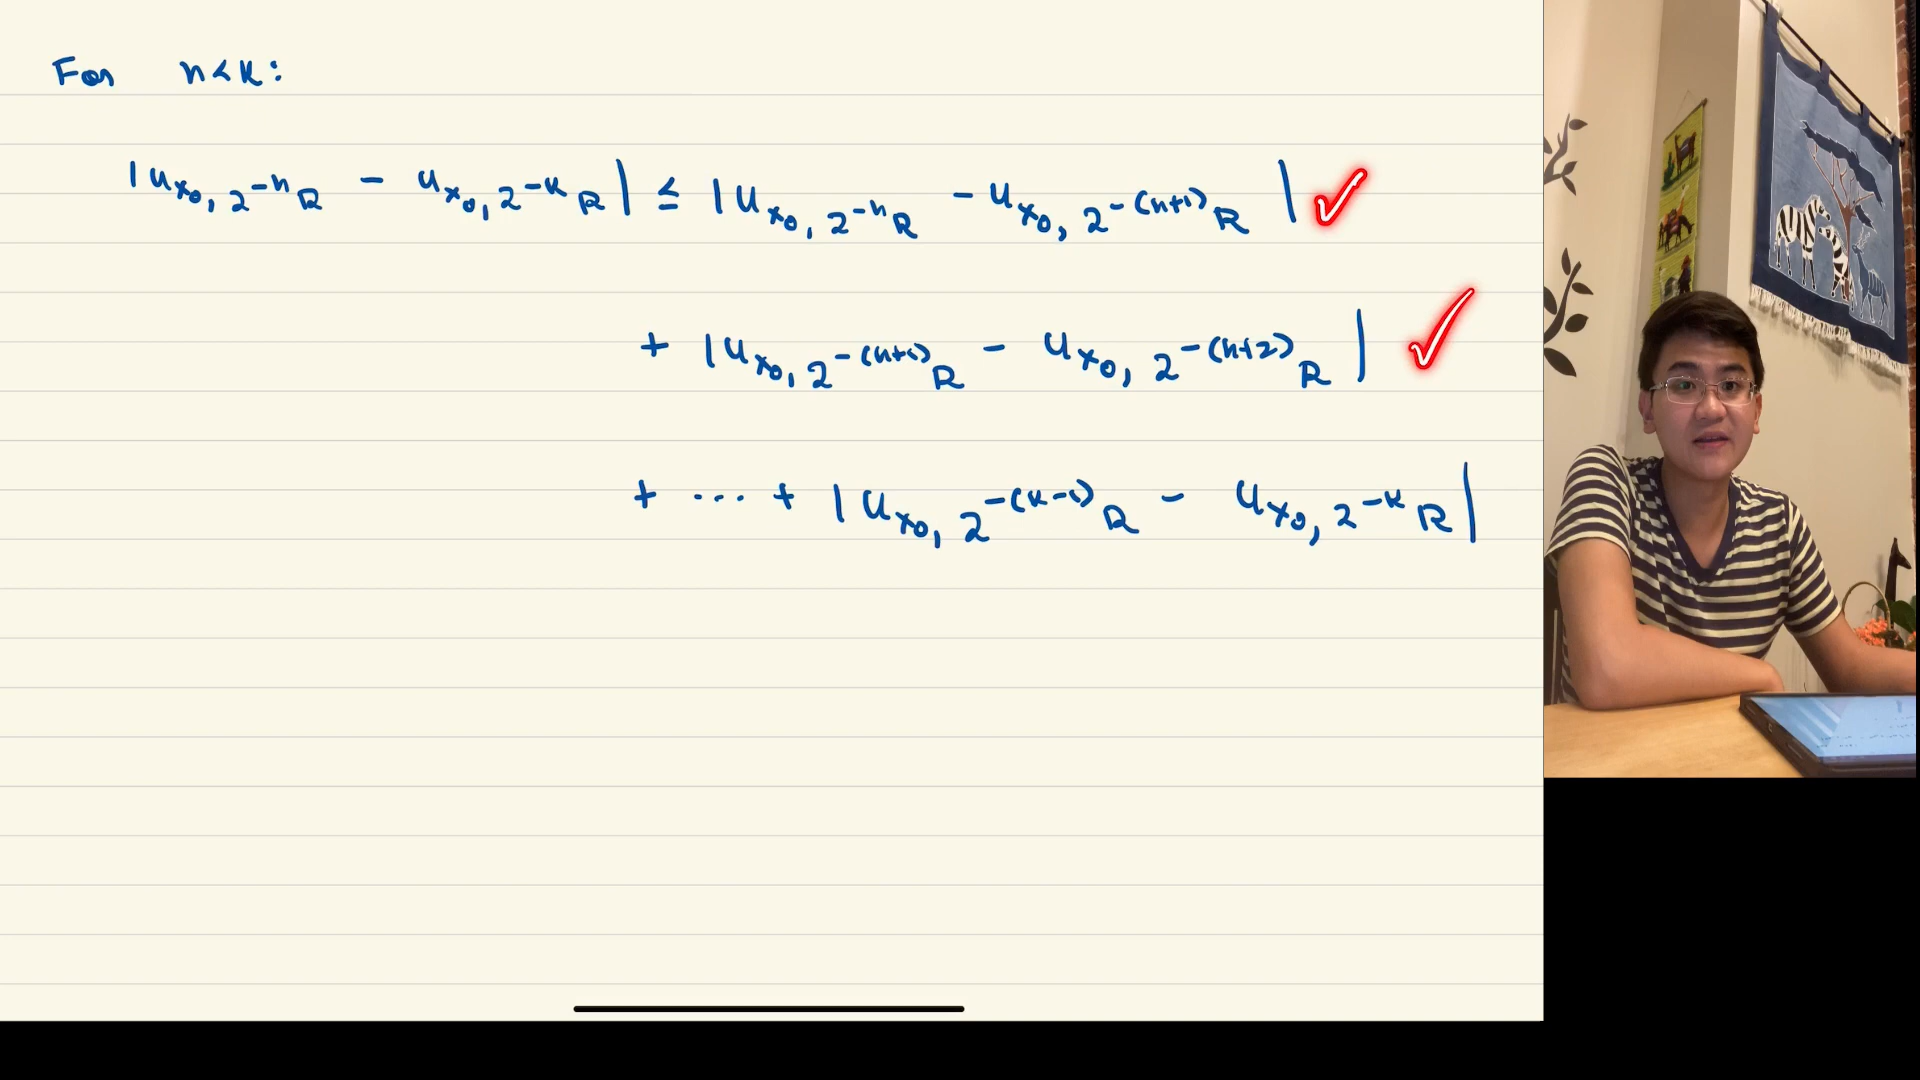 For n<k:
|u_{x_0, 2^{-n}R} - u_{x_0, 2^{-k}R}| ≤ |u_{x_0, 2^{-n}R} - u_{x_0, 2^{-(n+1)}R}| ✓
+ |u_{x_0, 2^{-(n+1)}R} - u_{x_0, 2^{-(n+2)}R}| ✓
+ ... + |u_{x_0, 2^{-(k-1)}R} - u_{x_0, 2^{-k}R}|